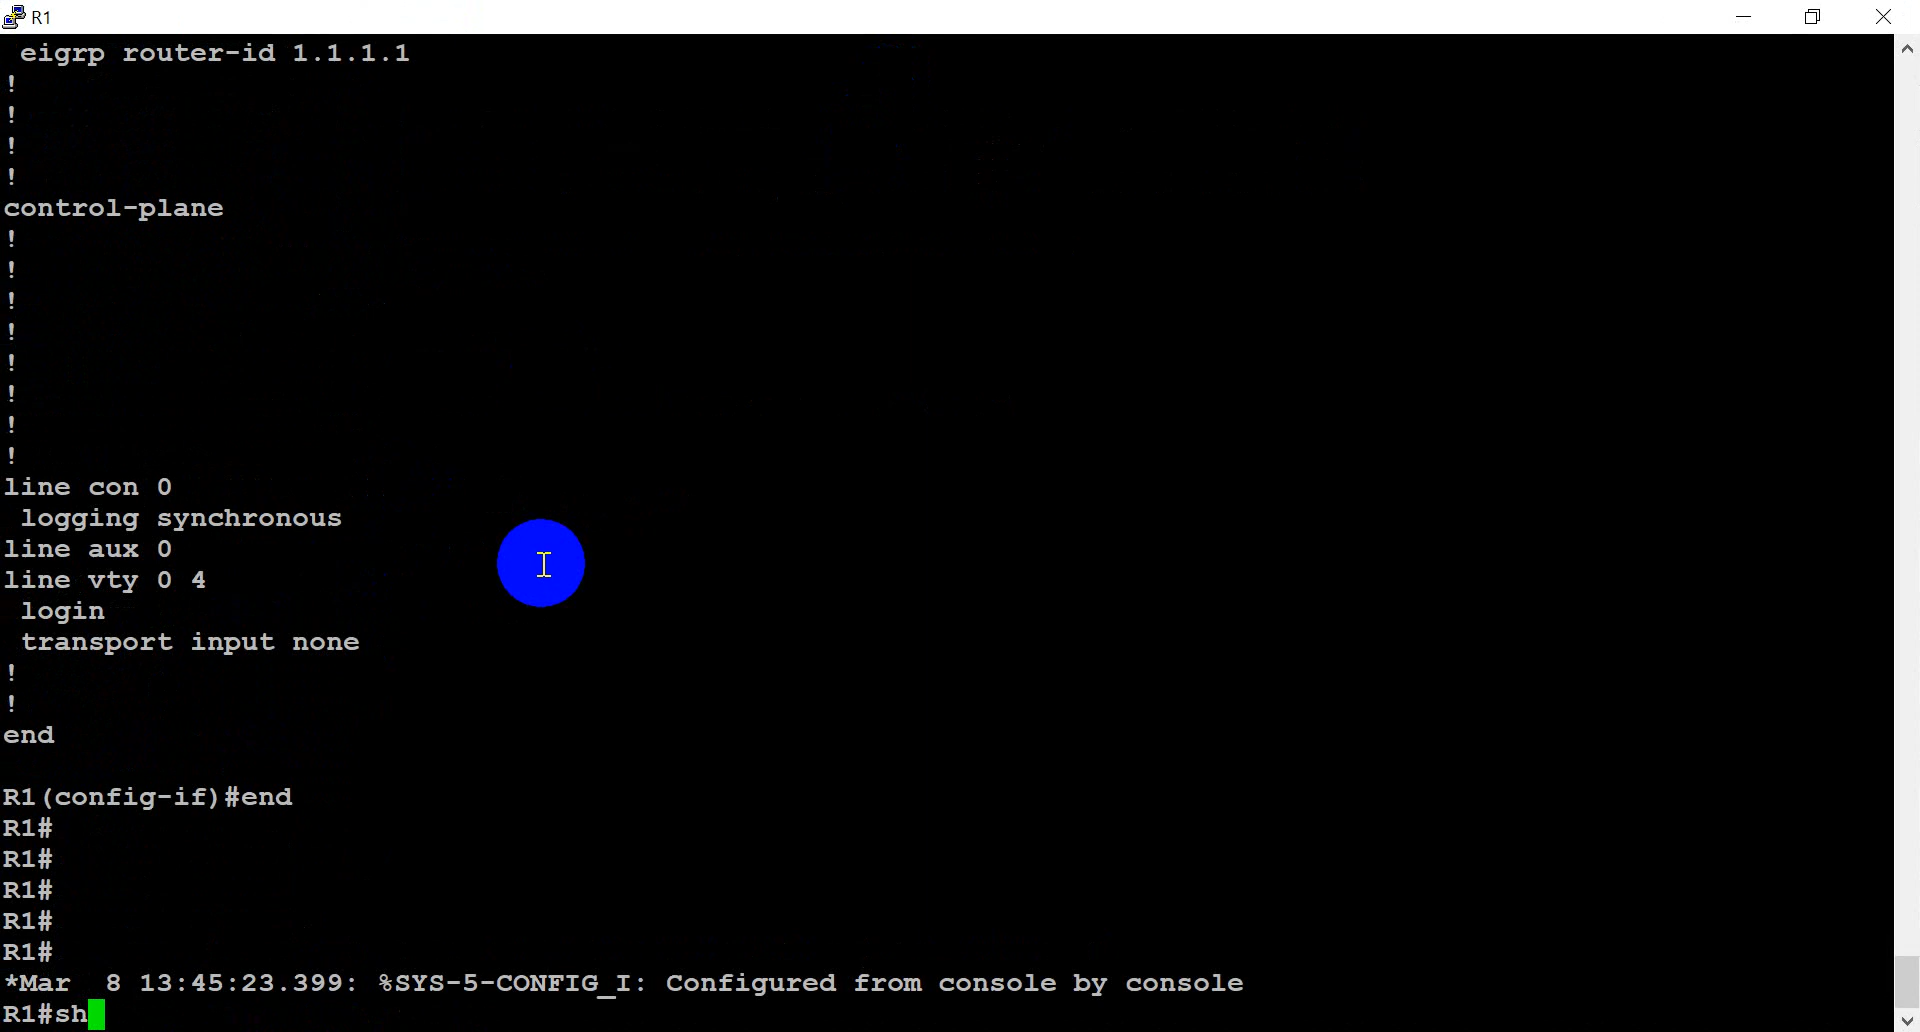 R1
eigrp router-id 1.1.1.1
!
!
!
!
control-plane
!
!
!
!
!
!
!
!
line con 0
logging synchronous
line aux 0
line vty 0 4
login
transport input none
!
!
end
R1(config-if)#end
R1#
R1#
R1#
R1#
R1#
*Mar  8 13:45:23.399: %SYS-5-CONFIG_I: Configured from console by console
R1#sh